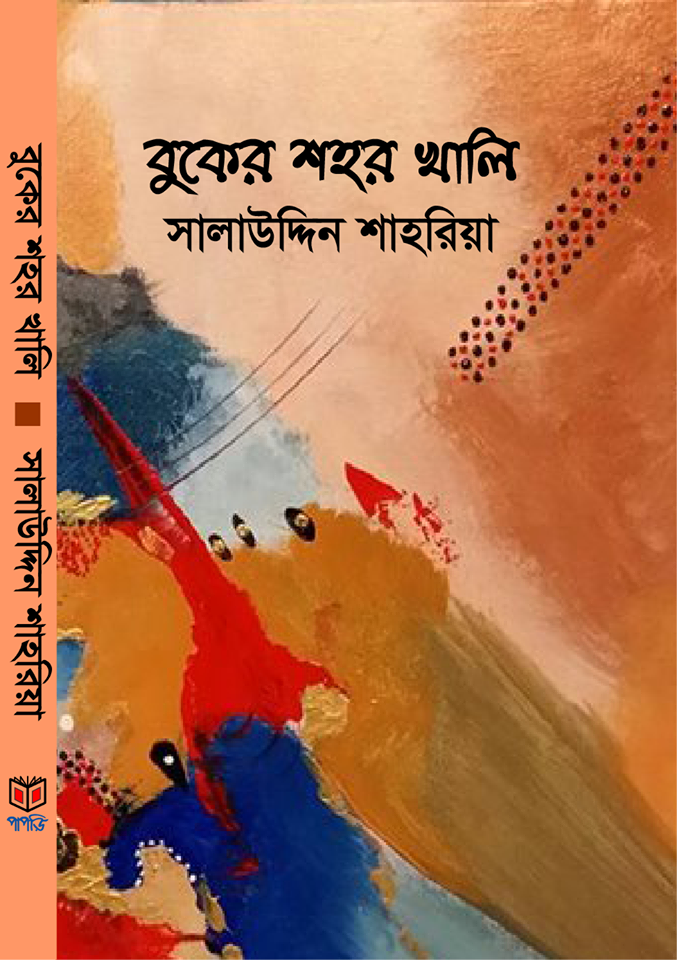 বুকের শহর খালি
সালাউদ্দিন শাহরিয়া
বুকের শহর খালি ■ সালাউদ্দিন শাহরিয়া
পাপড়ি